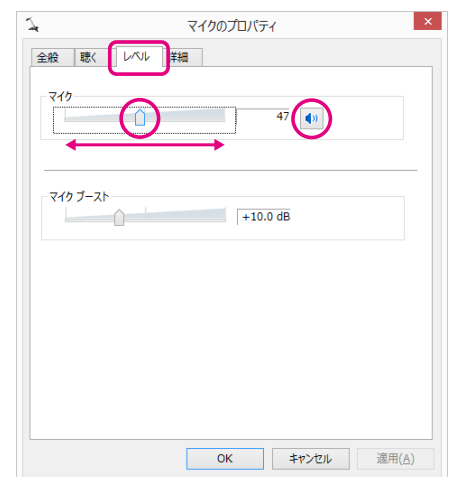 マイクのプロパティ
全般 聴く レベル 詳細
マイク
47
マイク ブースト
+10.0 dB
OK キャンセル 適用(A)